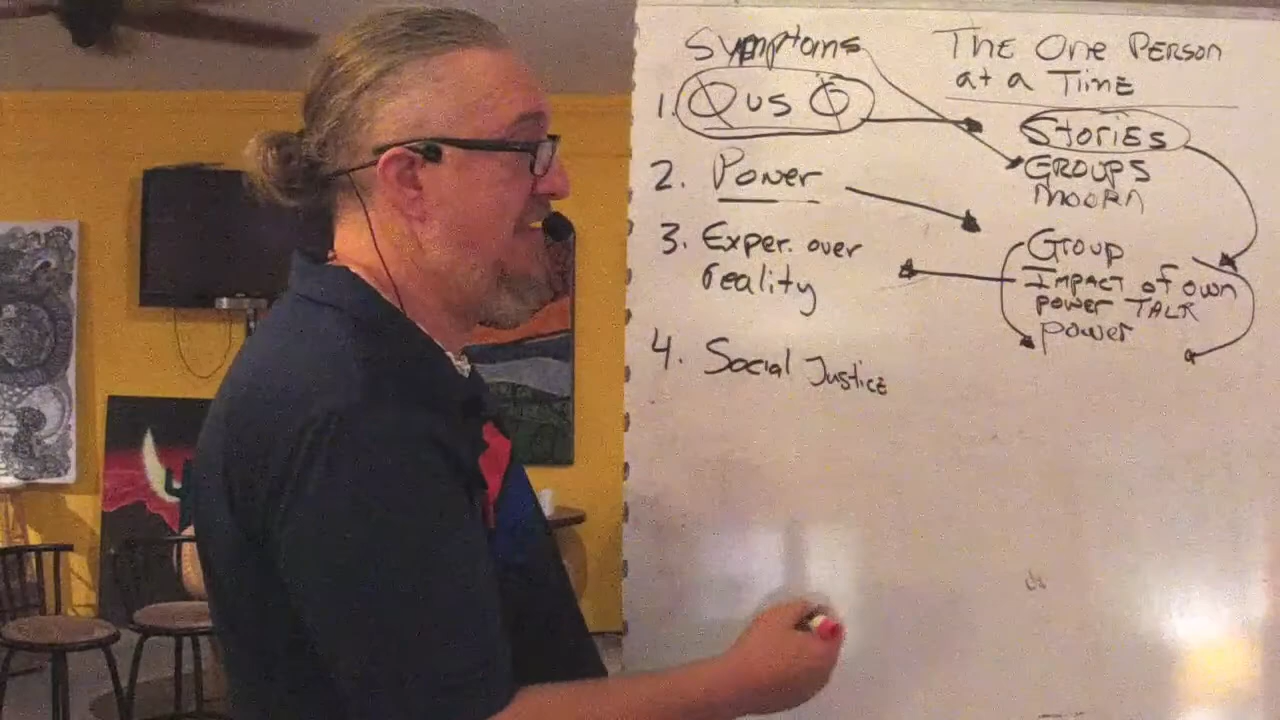 Symptoms
1. Q us Q
2. Power
3. Exper. over
reality
4. Social Justice
The One Person
at a Time
Stories
GROUPS
Group
Impact of own
power TALK
power